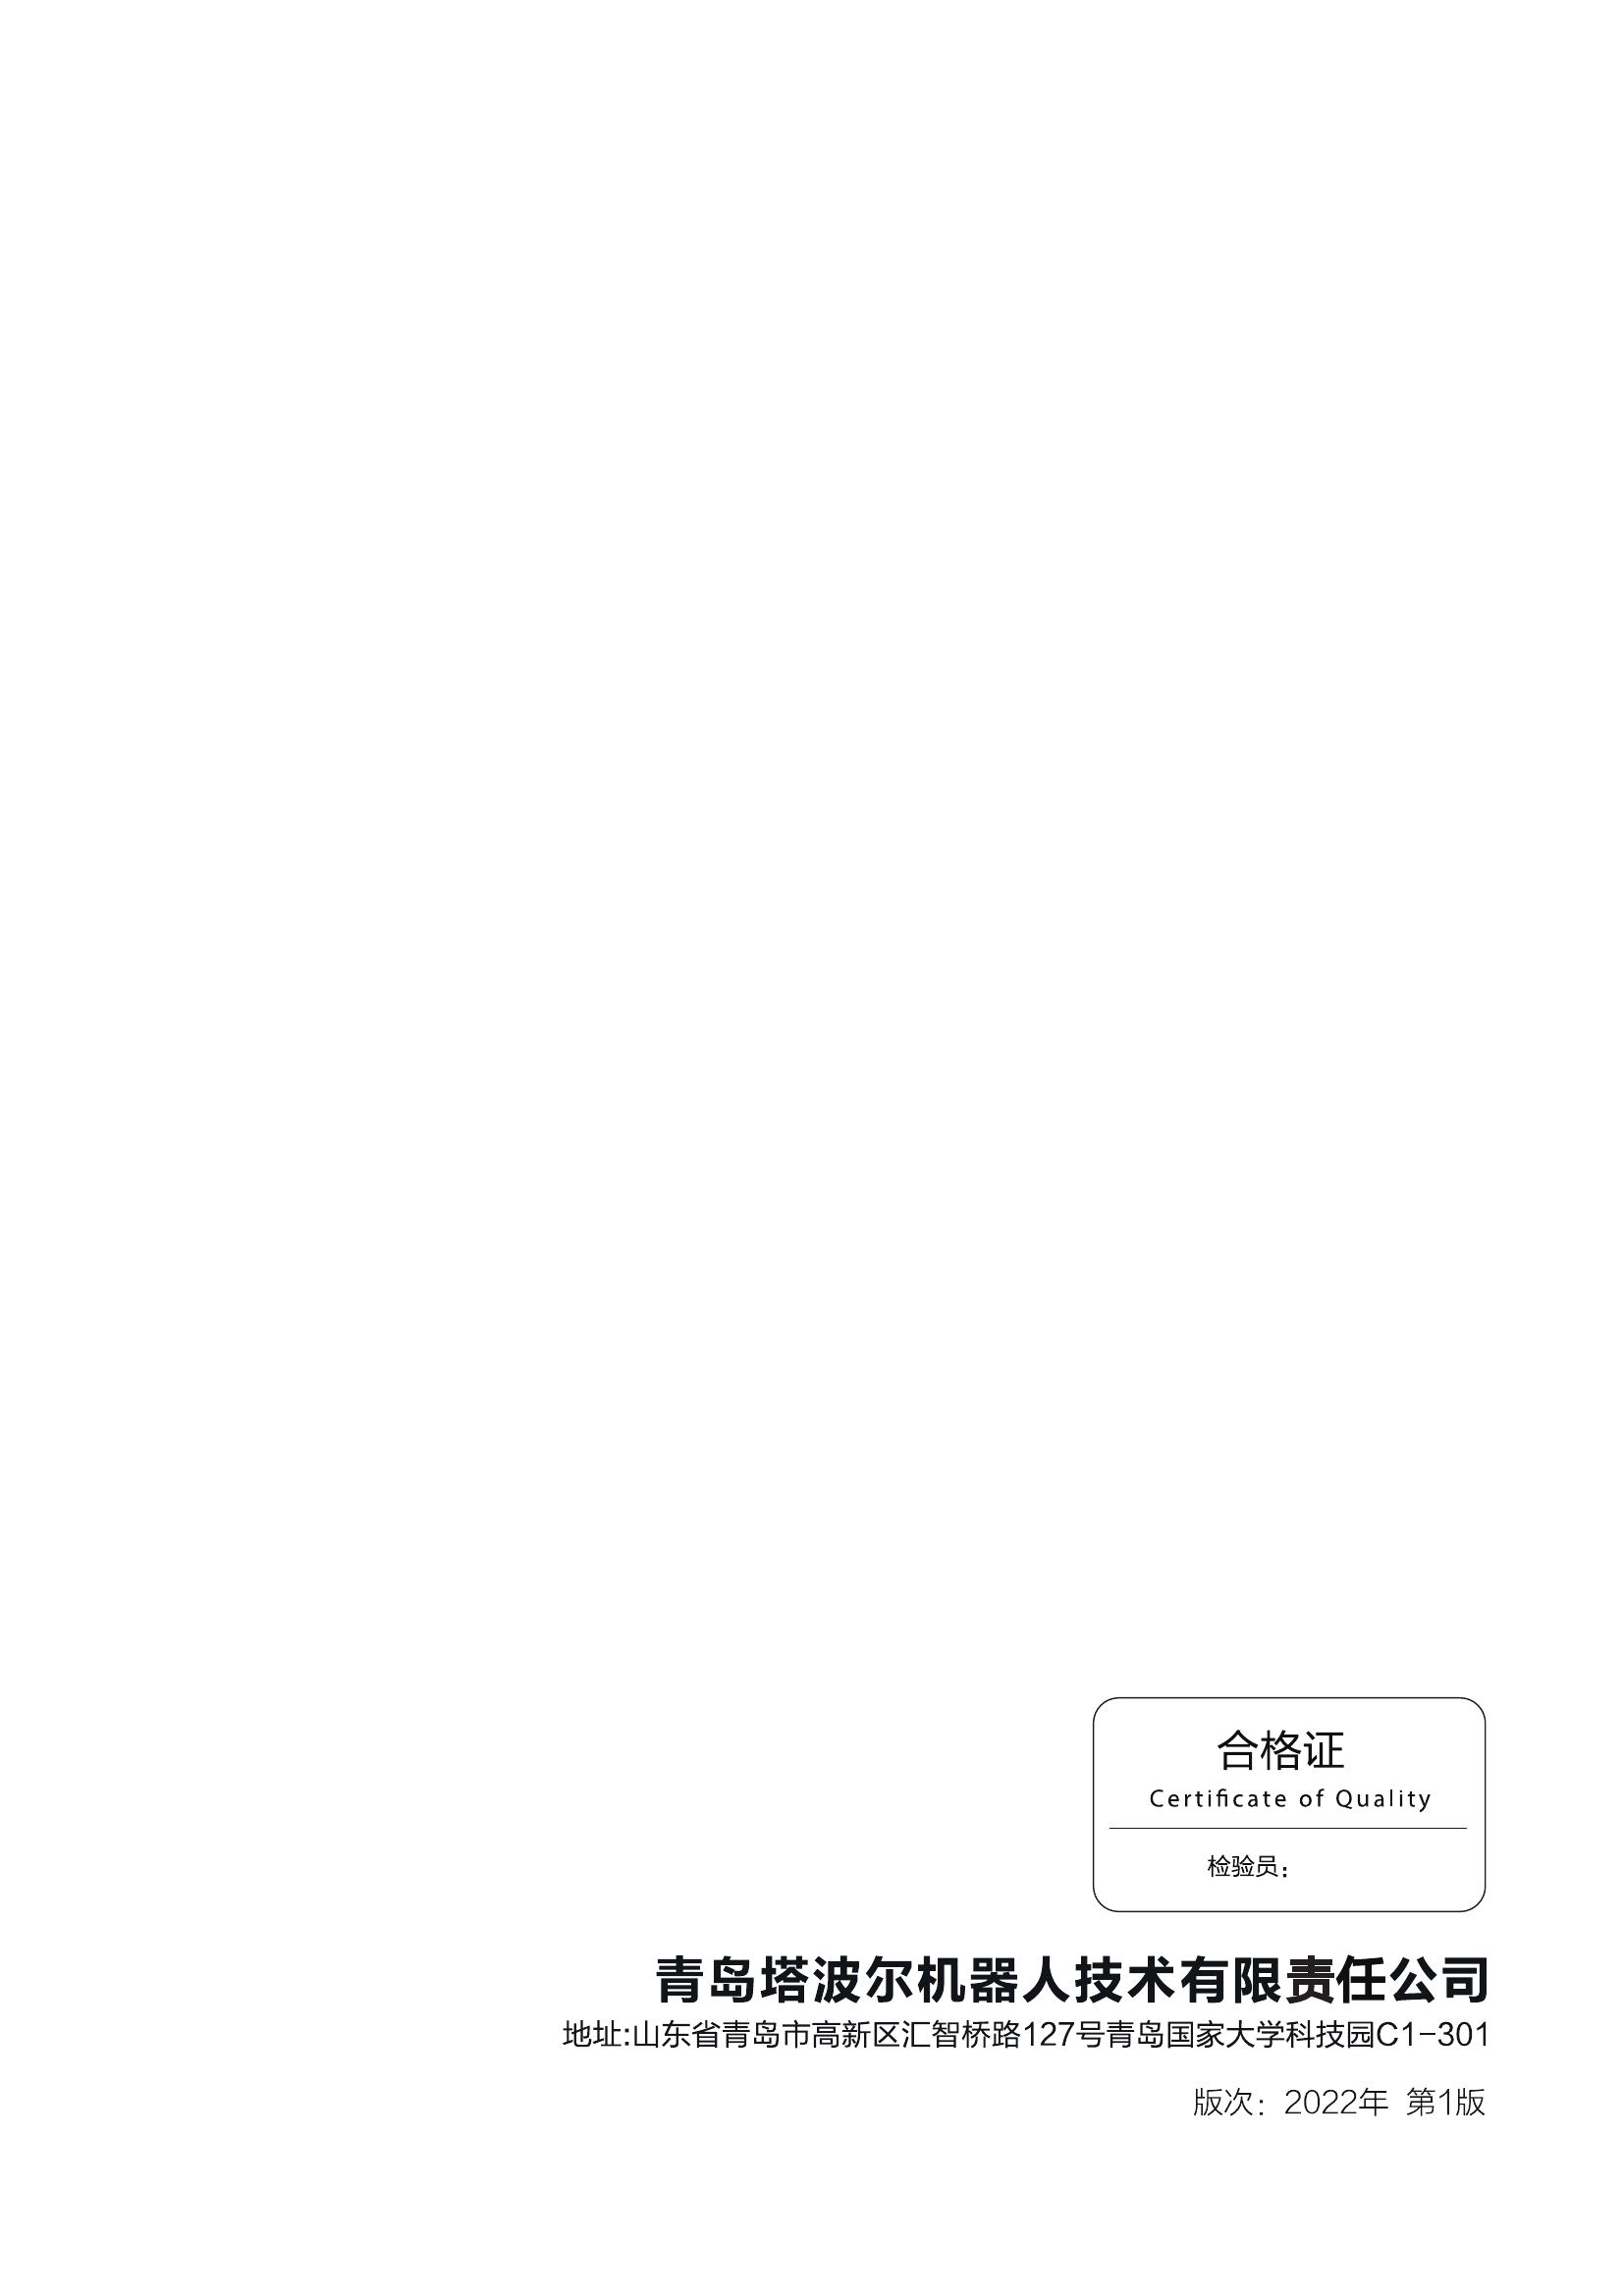 合格证
Certificate of Quality
检验员：
青岛塔波尔机器人技术有限责任公司
地址:山东省青岛市高新区汇智桥路127号青岛国家大学科技园C1-301
版次：2022年 第1版